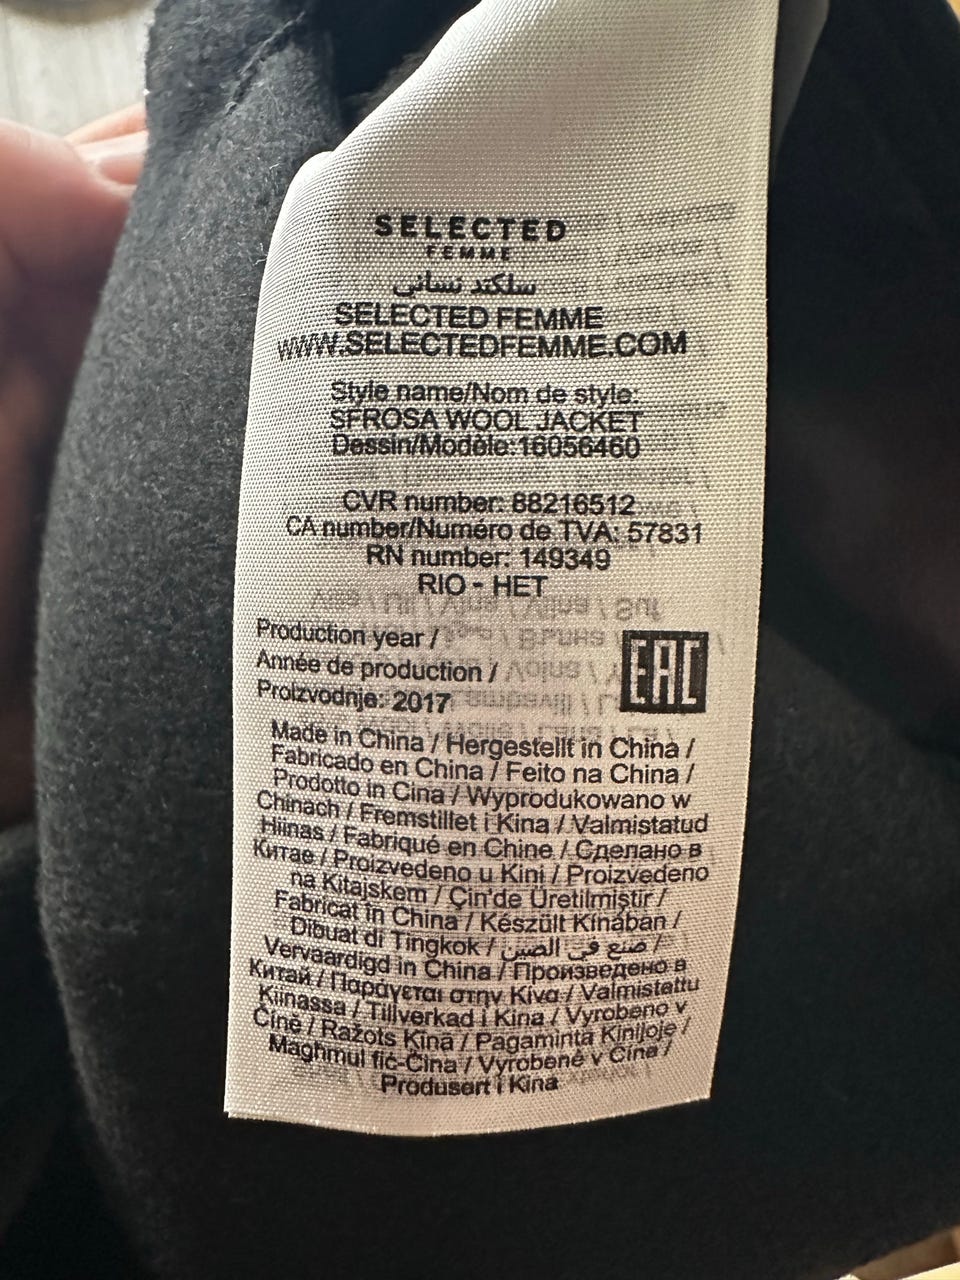 SELECTED
FEMME
سلكتد نسائي
SELECTED FEMME
WWW.SELECTEDFEMME.COM
Style name/Nom de style:
SFROSA WOOL JACKET
Dessin/Modèle:16056460
CVR number: 88216512
CA number/Numéro de TVA: 57831
RN number: 149349
RIO - HET
Production year /
Année de production /
Proizvodnje: 2017
EAC
Made in China / Hergestellt in China /
Fabricado en China / Feito na China /
Prodotto in Cina / Wyprodukowano w
Chinach / Fremstillet i Kina / Valmistatud
Hiinas / Fabriqué en Chine / Сделано в
Китае / Proizvedeno u Kini / Proizvedeno
na Kitajskem / Çin'de Üretilmiştir /
Fabricat în China / Készült Kínában /
Dibuat di Tingkok / صنع في الصين /
Vervaardigd in China / Произведено в
Китай / Παράγεται στην Κίνα / Valmistettu
Kiinassa / Tillverkad i Kina / Vyrobeno v
Číně / Ražots Ķīnā / Pagaminta Kinijoje /
Maghmul fiċ-Ċina / Vyrobené v Číne /
Produsert i Kina